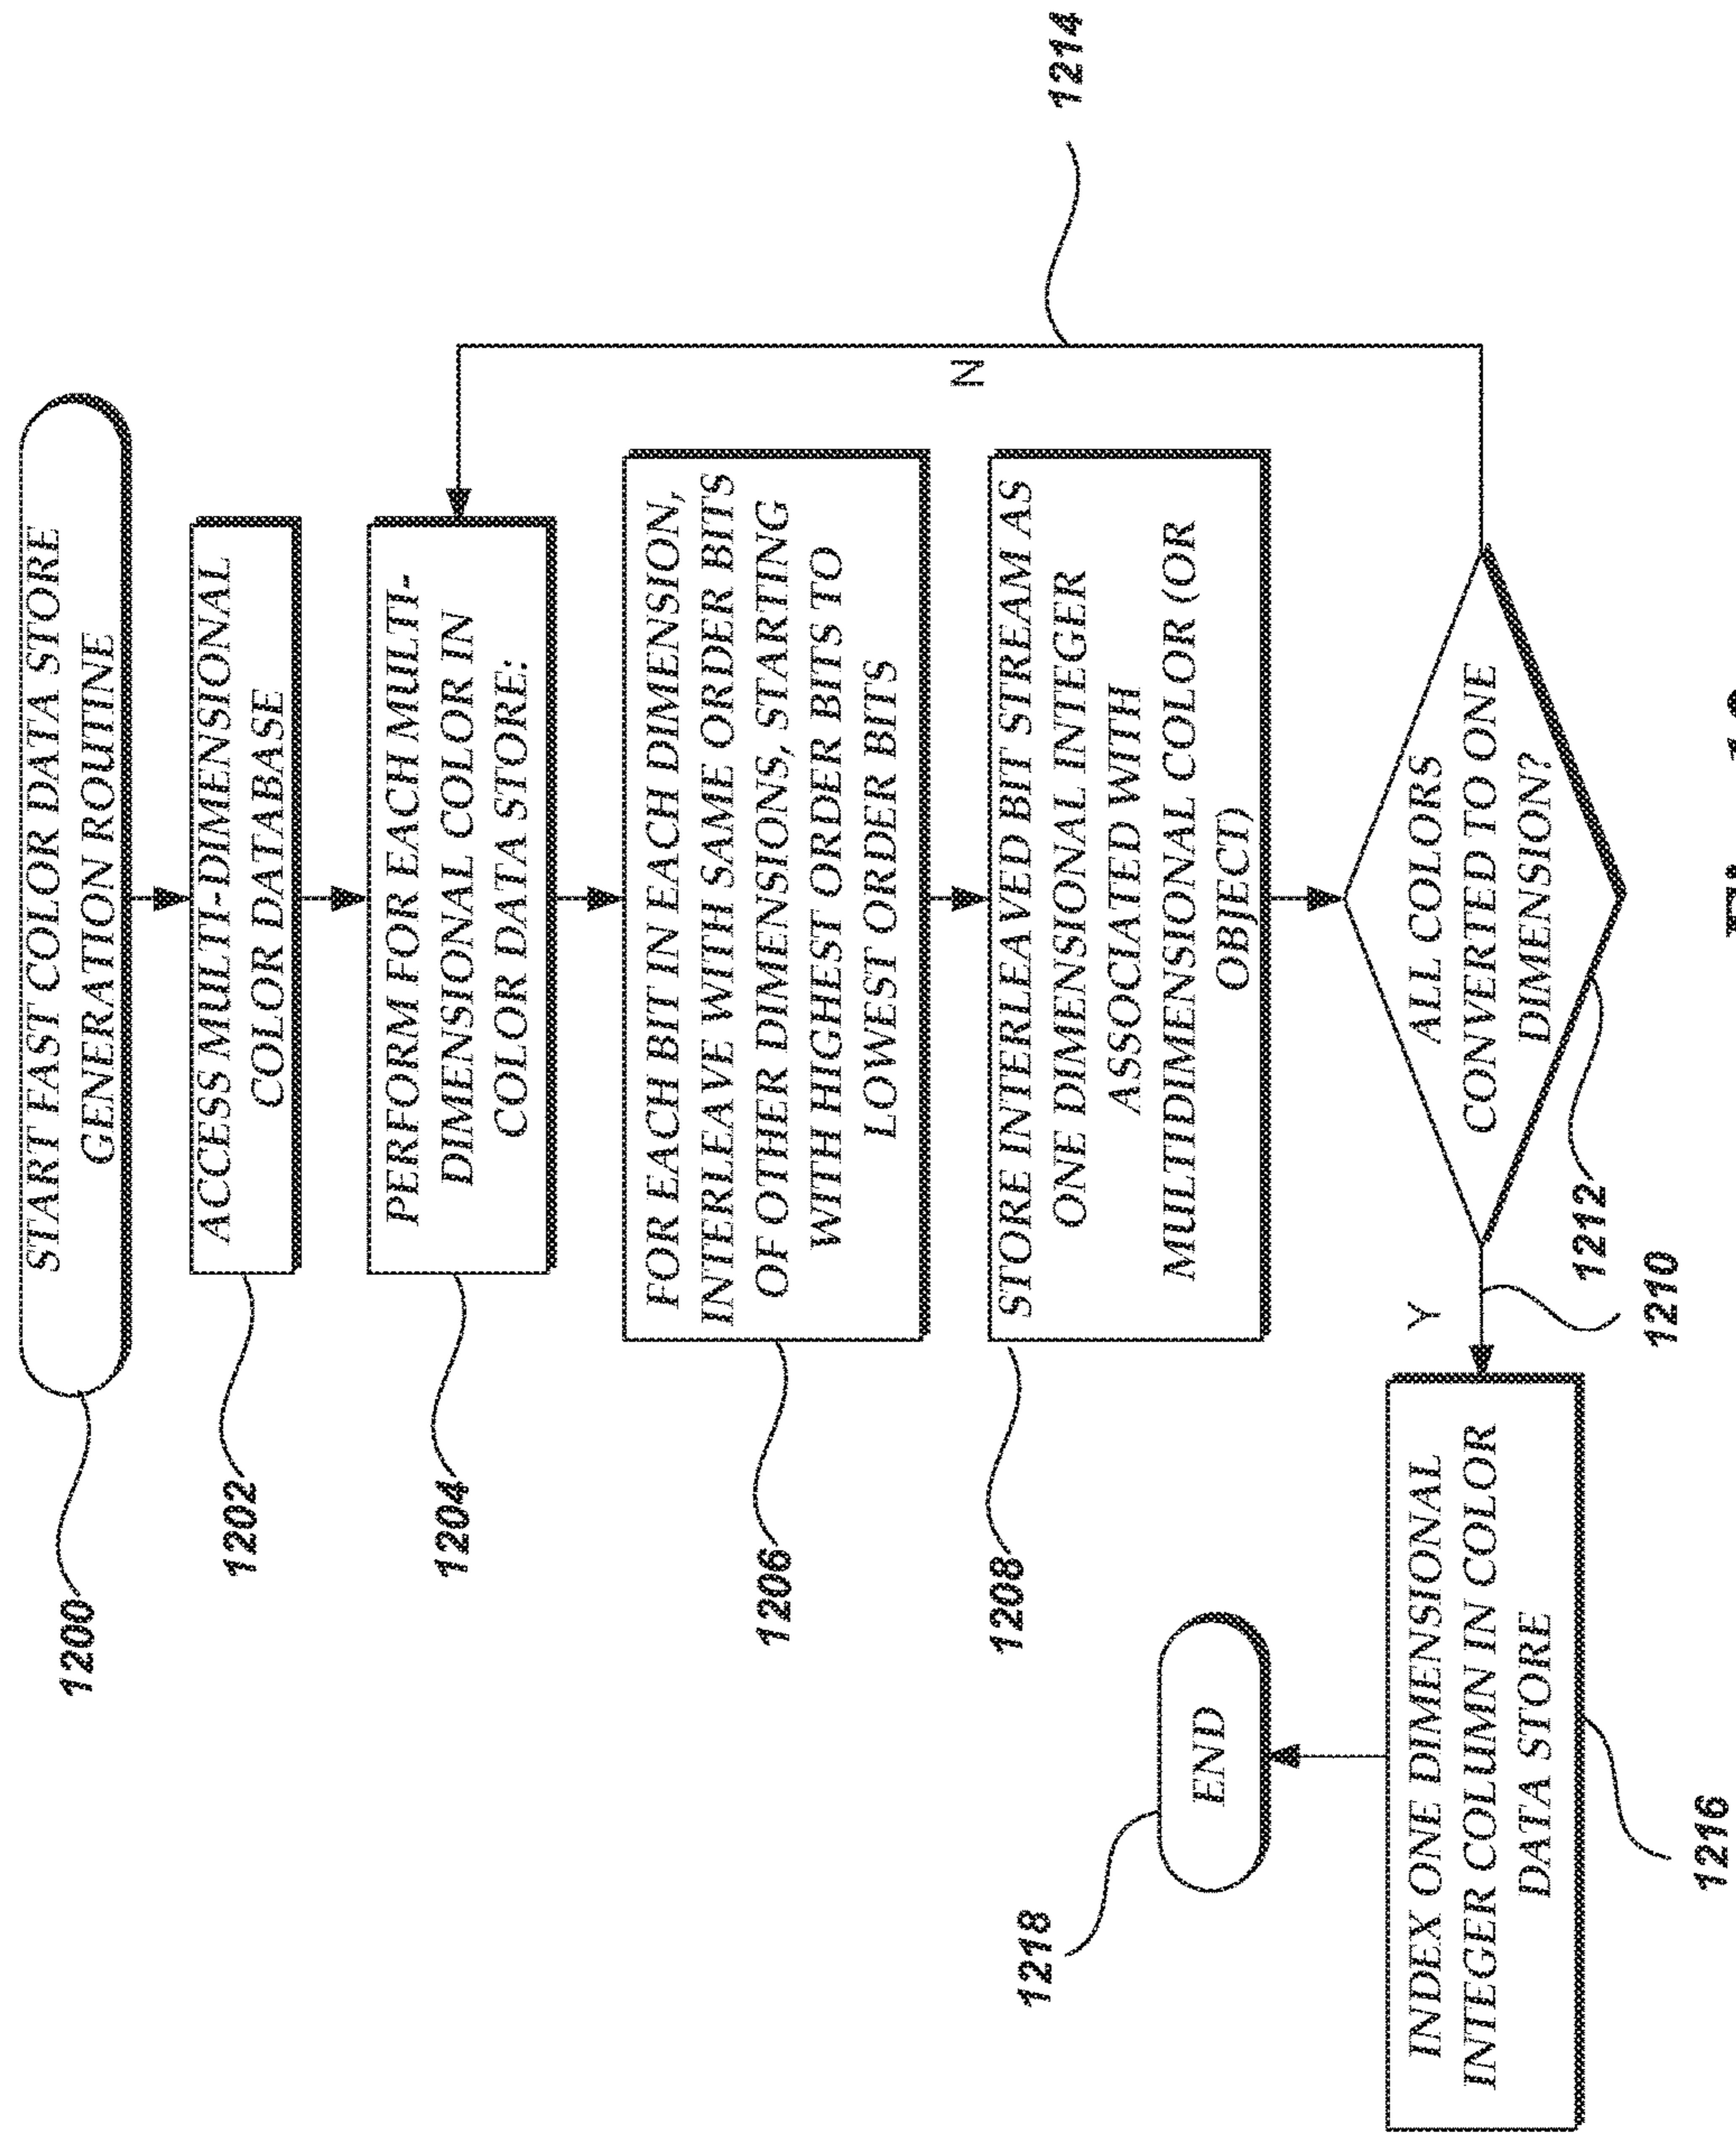 1200
START FAST COLOR DATA STORE
GENERATION ROUTINE
1202
ACCESS MULTI-DIMENSIONAL
COLOR DATABASE
1204
PERFORM FOR EACH MULTI-
DIMENSIONAL COLOR IN
COLOR DATA STORE:
1206
FOR EACH BIT IN EACH DIMENSION,
INTERLEAVE WITH SAME ORDER BITS
OF OTHER DIMENSIONS, STARTING
WITH HIGHEST ORDER BITS TO
LOWEST ORDER BITS
1208
STORE INTERLEAVED BIT STREAM AS
ONE DIMENSIONAL INTEGER
ASSOCIATED WITH
MULTIDIMENSIONAL COLOR (OR
OBJECT)
N
1214
ALL COLORS
CONVERTED TO ONE
DIMENSION?
1212
Y
1210
INDEX ONE DIMENSIONAL
INTEGER COLUMN IN COLOR
DATA STORE
1216
1218
END